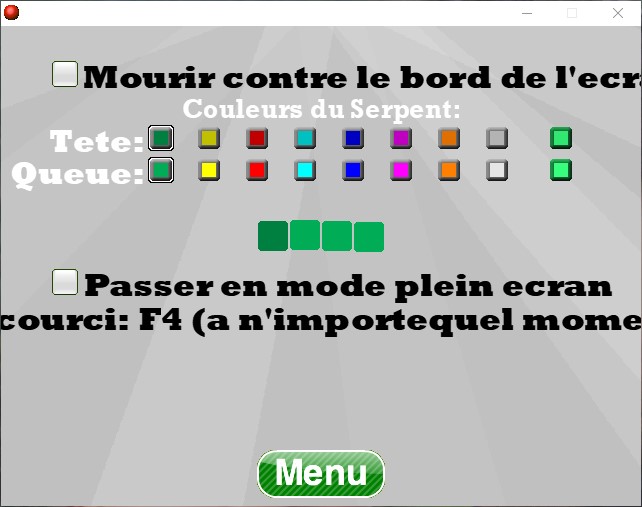 Mourir contre le bord de l'ecra
Couleurs du Serpent:
Tete:
Queue:
Passer en mode plein ecran
courci: F4 (a n'importequel mome
Menu